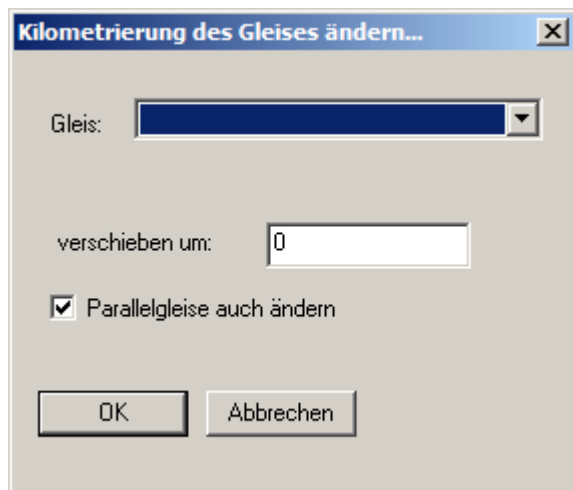 Kilometrierung des Gleises ändern...
Gleis:
verschieben um: 0
Parallelgleise auch ändern
OK Abbrechen